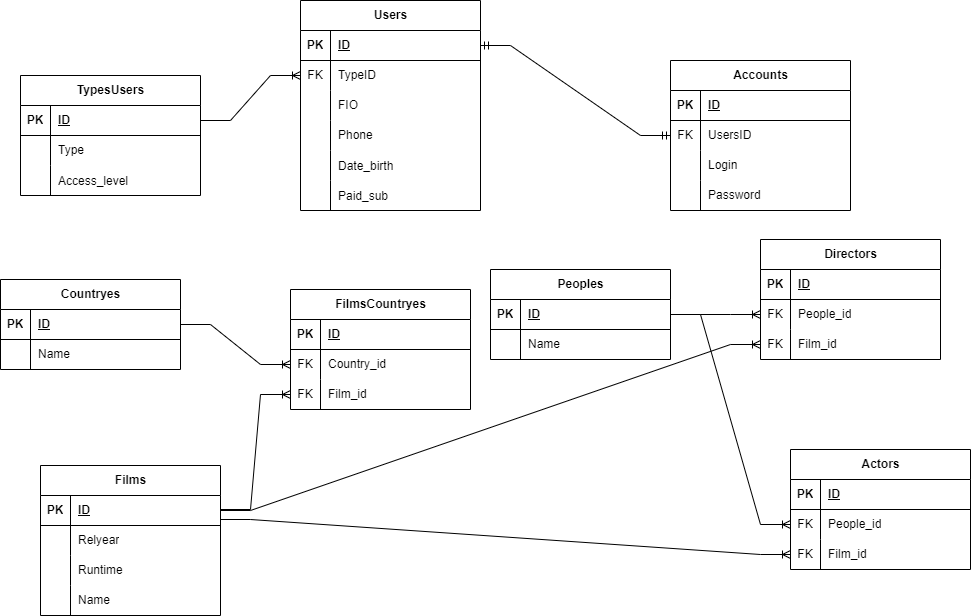 Users
PK ID
FK TypeID
FIO
Phone
Date_birth
Paid_sub
TypesUsers
PK ID
Type
Access_level
Accounts
PK ID
FK UsersID
Login
Password
Countryes
PK ID
Name
FilmsCountryes
PK ID
FK Country_id
FK Film_id
Peoples
PK ID
Name
Directors
PK ID
FK People_id
FK Film_id
Films
PK ID
Relyear
Runtime
Name
Actors
PK ID
FK People_id
FK Film_id